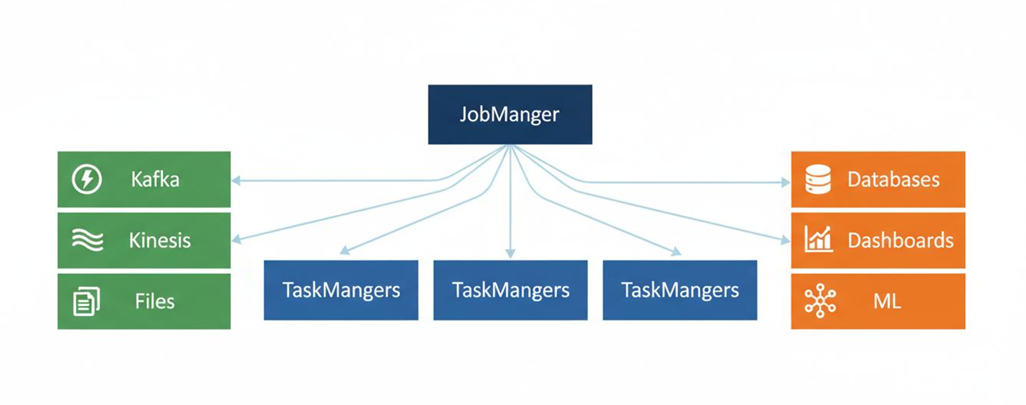 JobManger
Kafka
Kinesis
Files
TaskMangers
TaskMangers
TaskMangers
Databases
Dashboards
ML